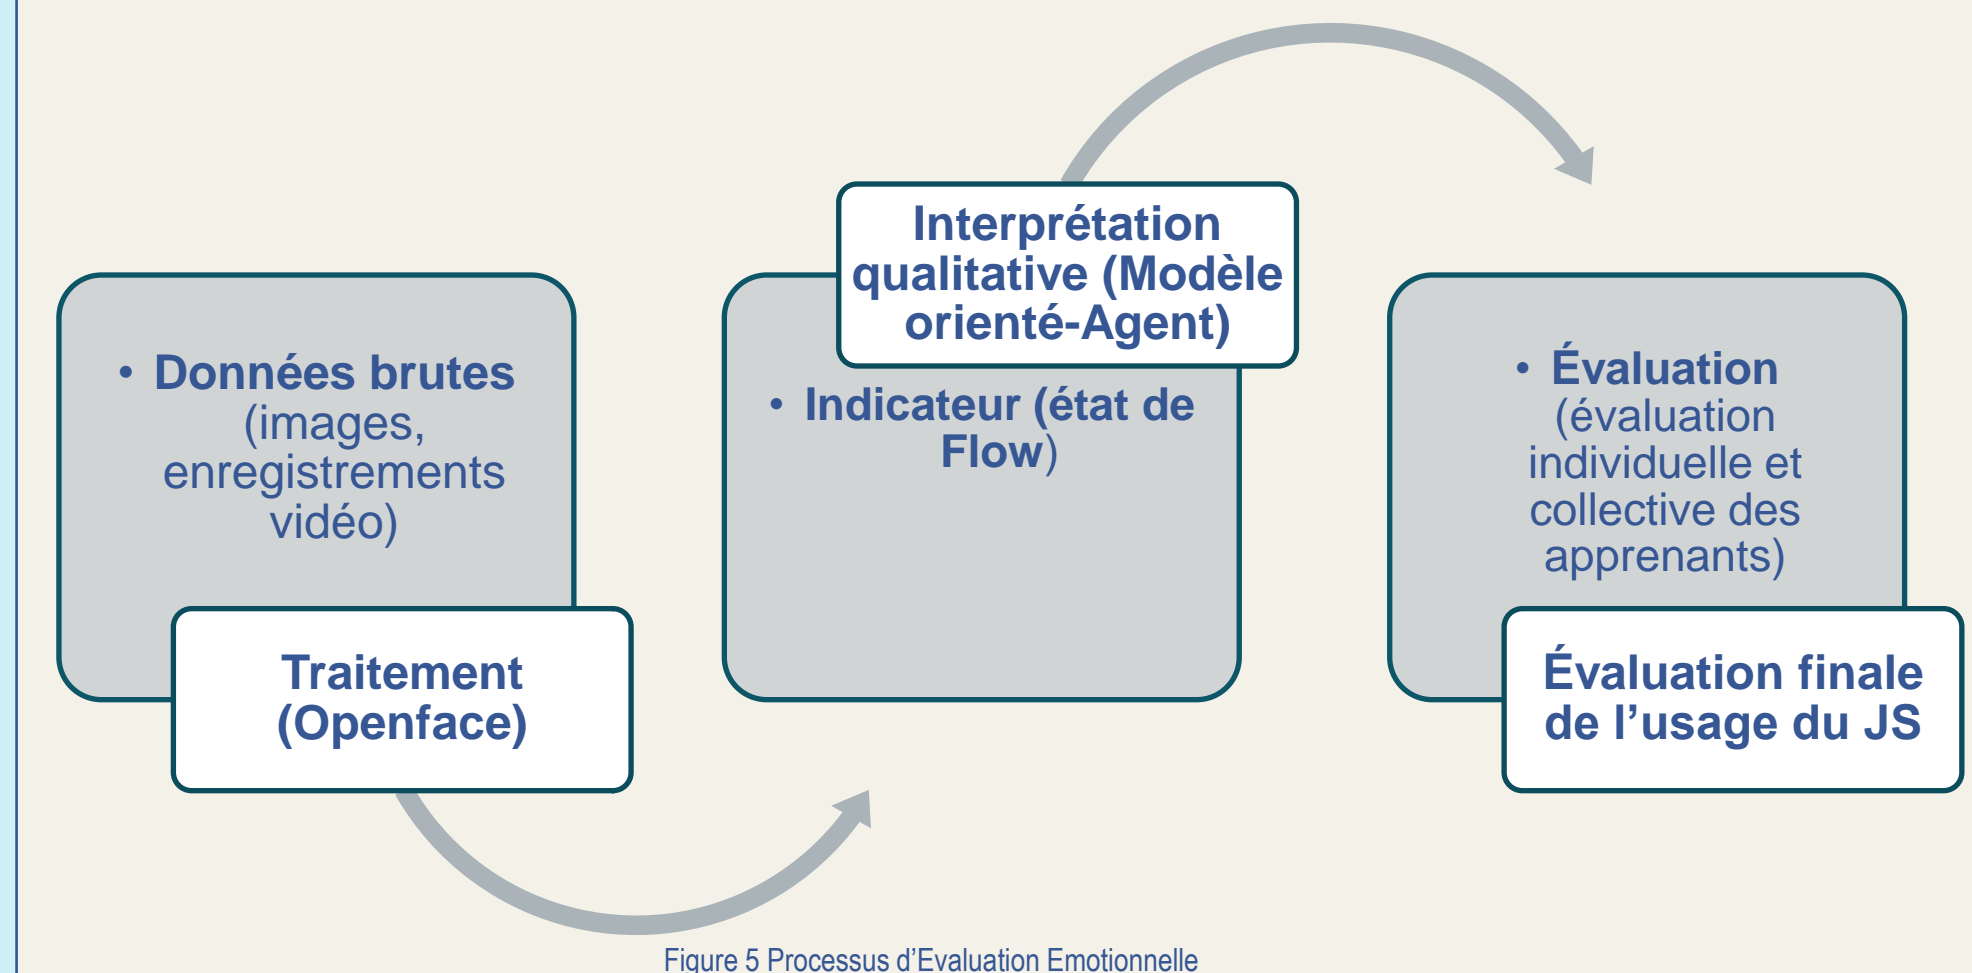 • Données brutes
(images,
enregistrements
vidéo)
Traitement
(Openface)
Interprétation
qualitative (Modèle
orienté-Agent)
• Indicateur (état de
Flow)
• Évaluation
(évaluation
individuelle et
collective des
apprenants)
Évaluation finale
de l’usage du JS
Figure 5 Processus d’Evaluation Emotionnelle